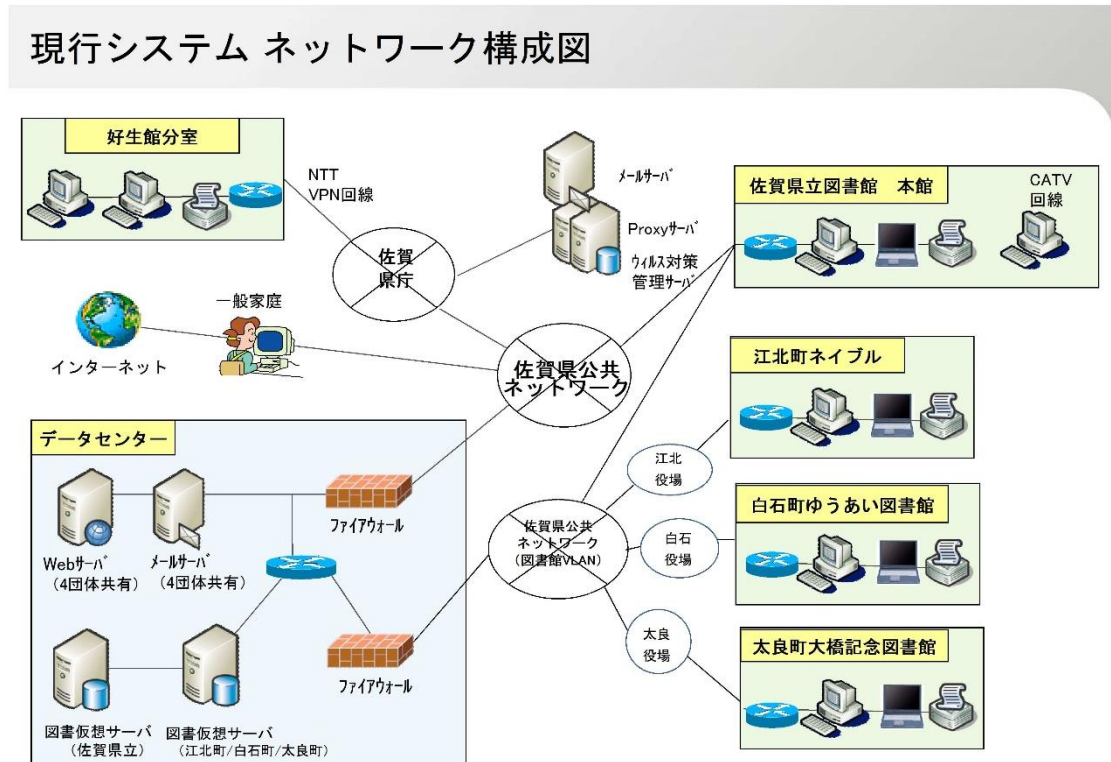 現行システム ネットワーク構成図
好生館分室
NTT
VPN回線
佐賀
県庁
ﾒｰﾙｻｰﾊﾞ
Proxyｻｰﾊﾞ
ｳｨﾙｽ対策
管理ｻｰﾊﾞ
佐賀県立図書館 本館
CATV
回線
一般家庭
インターネット
佐賀県公共
ネットワーク
江北町ネイブル
江北
役場
データセンター
ﾌｧｲｱｳｫｰﾙ
Webｻｰﾊﾞ
（4団体共有）
ﾒｰﾙｻｰﾊﾞ
（4団体共有）
佐賀県公共
ネットワーク
（図書館VLAN）
白石町ゆうあい図書館
白石
役場
太良
役場
太良町大橋記念図書館
ﾌｧｲｱｳｫｰﾙ
図書仮想サーバ
（佐賀県立）
図書仮想サーバ
（江北町/白石町/太良町）